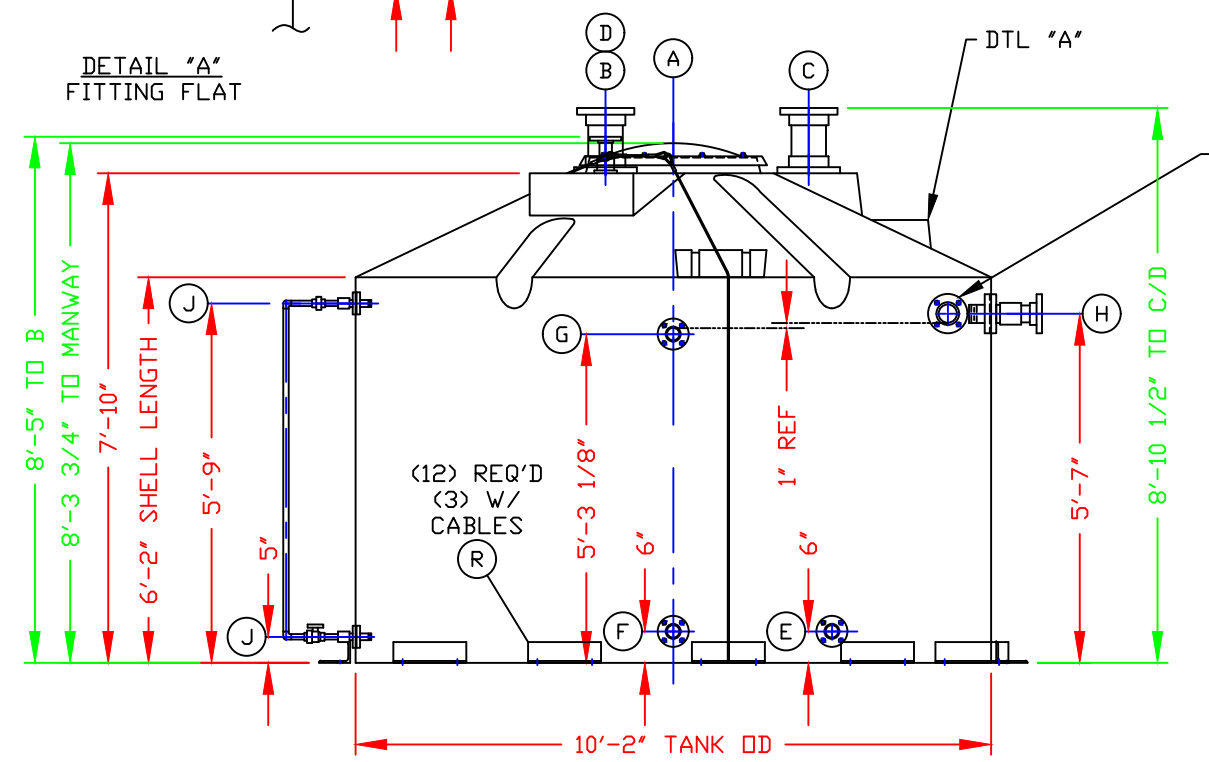 DETAIL "A"
FITTING FLAT
D
B
A
C
DTL "A"
8'-5" TO B
8'-3 3/4" TO MANWAY
7'-10"
6'-2" SHELL LENGTH
5'-9"
5"
J
J
G
H
(12) REQ'D
(3) W/
CABLES
R
5'-3 1/8"
6"
F
1" REF
6"
E
5'-7"
8'-10 1/2" TO C/D
10'-2" TANK OD